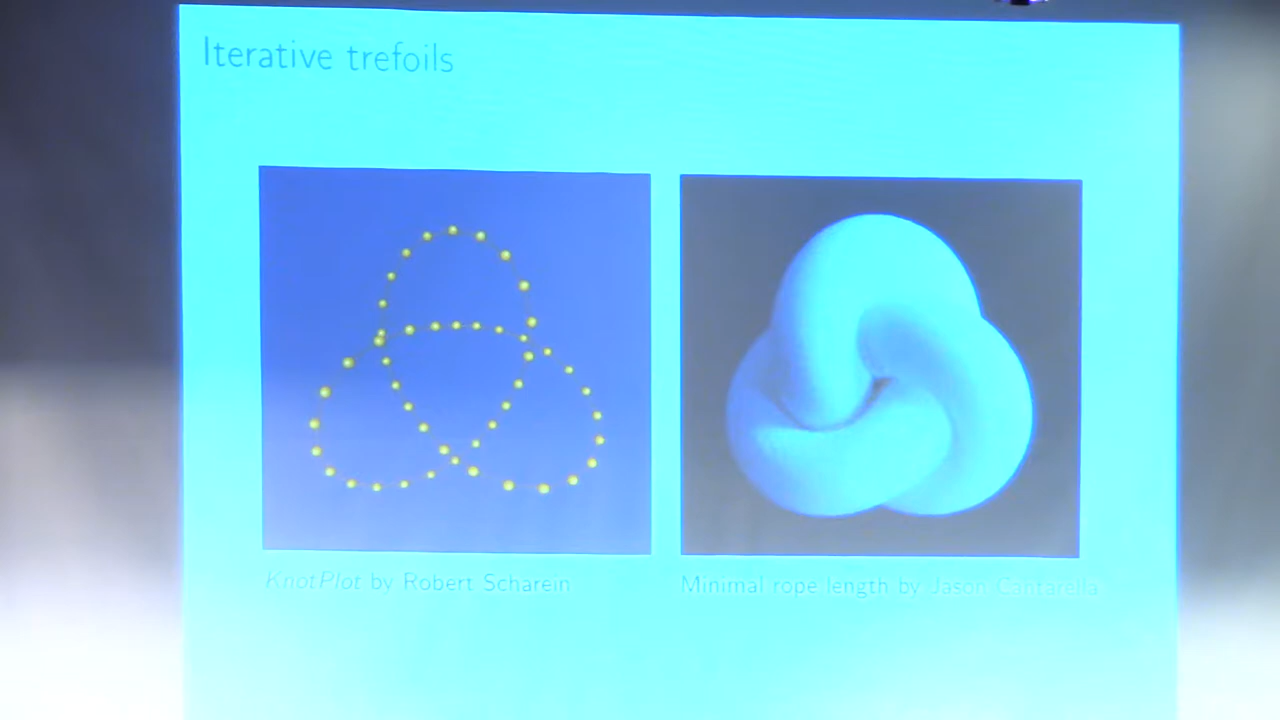 Iterative trefoils
KnotPlot by Robert Scharein
Minimal rope length by Jason Cantarella